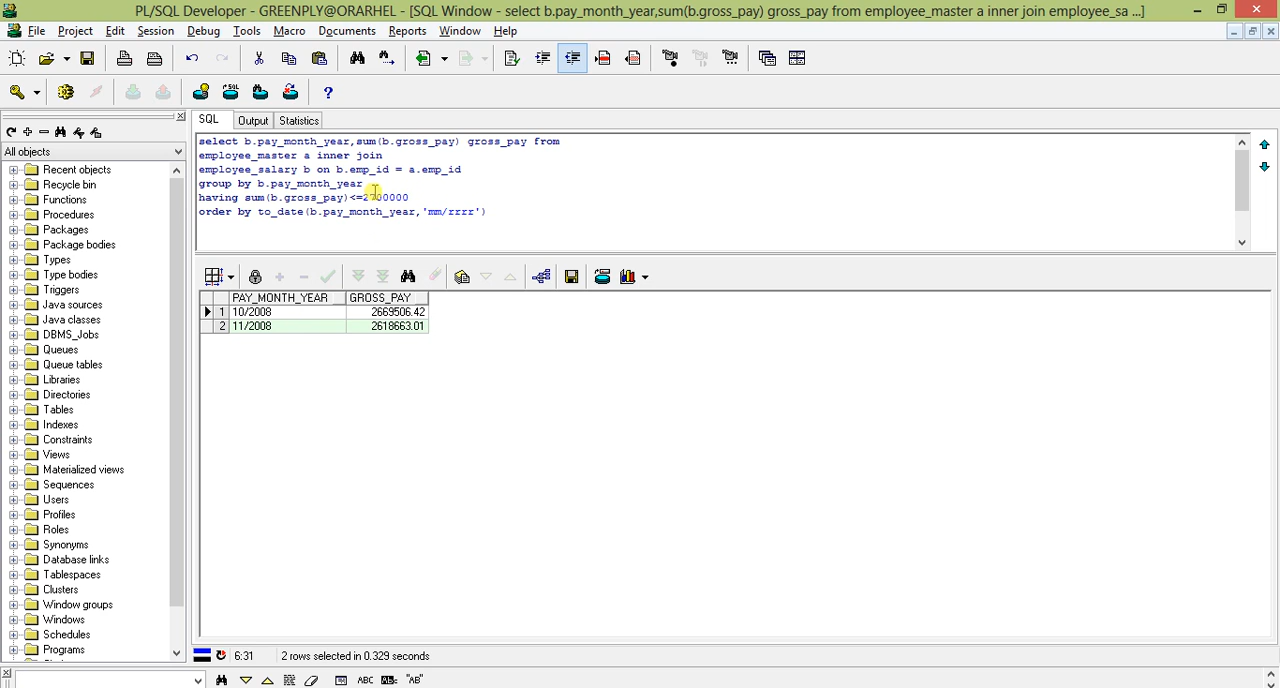 PL/SQL Developer - GREENPLY@ORARHEL - [SQL Window - select b.pay_month_year,sum(b.gross_pay) gross_pay from employee_master a inner join employee_sa ...]
File Project Edit Session Debug Tools Macro Documents Reports Window Help
SQL Output Statistics
All objects
Recent objects
Recycle bin
Functions
Procedures
Packages
Package bodies
Types
Type bodies
Triggers
Java sources
Java classes
DBMS_Jobs
Queues
Queue tables
Libraries
Directories
Tables
Indexes
Constraints
Views
Materialized views
Sequences
Users
Profiles
Roles
Synonyms
Database links
Tablespaces
Clusters
Window groups
Windows
Schedules
Programs
select b.pay_month_year,sum(b.gross_pay) gross_pay from
employee_master a inner join
employee_salary b on b.emp_id = a.emp_id
group by b.pay_month_year
having sum(b.gross_pay)<=2700000
order by to_date(b.pay_month_year,'mm/rrrr')
PAY_MONTH_YEAR GROSS_PAY
1 10/2008 2669506.42
2 11/2008 2618663.01
6:31 2 rows selected in 0.329 seconds
ABC "AB"